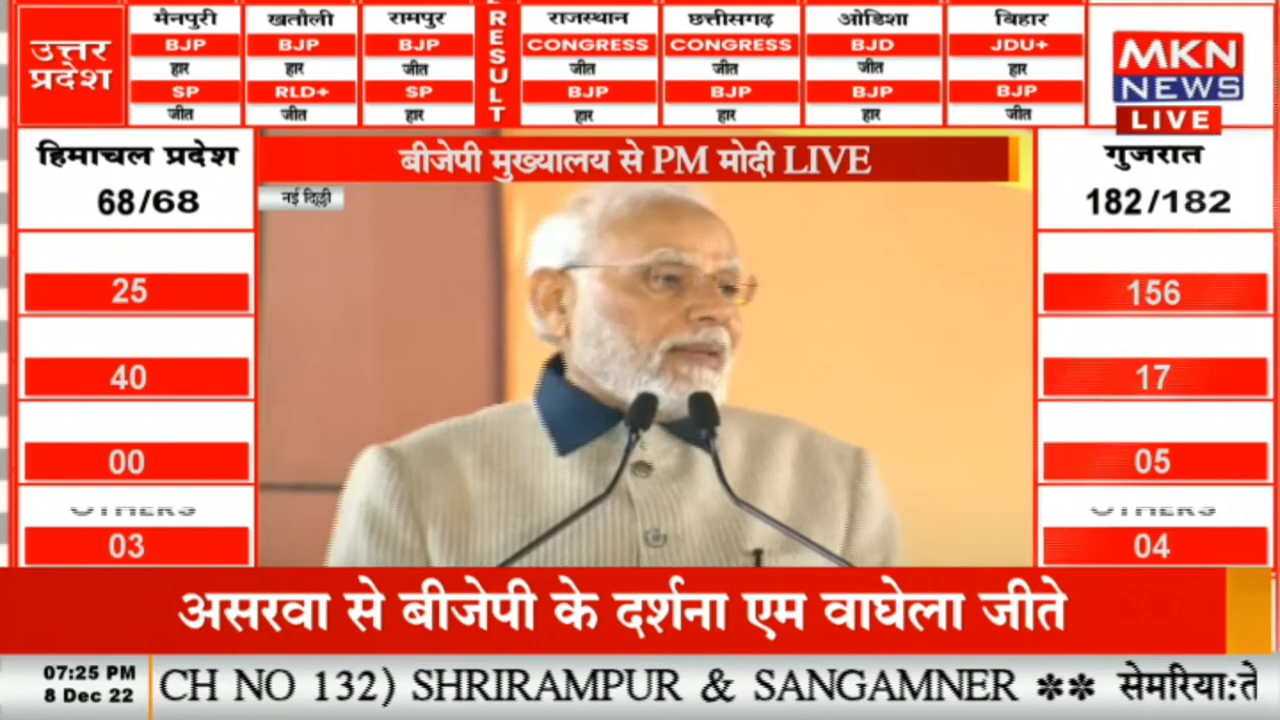 उत्तर
प्रदेश
मैनपुरी
BJP
हार
SP
जीत
खतौली
BJP
हार
RLD+
जीत
रामपुर
BJP
जीत
SP
हार
RESULT
राजस्थान
CONGRESS
जीत
BJP
हार
छत्तीसगढ़
CONGRESS
जीत
BJP
हार
ओडिशा
BJD
जीत
BJP
हार
बिहार
JDU+
हार
BJP
जीत
MKN
NEWS
LIVE
हिमाचल प्रदेश
68/68
25
40
00
OTHERS
03
बीजेपी मुख्यालय से PM मोदी LIVE
नई दिल्ली
गुजरात
182/182
156
17
05
OTHERS
04
असरवा से बीजेपी के दर्शना एम वाघेला जीते
07:25 PM
8 Dec 22
CH NO 132) SHRIRAMPUR & SANGAMNER ** सेमरिया:ते